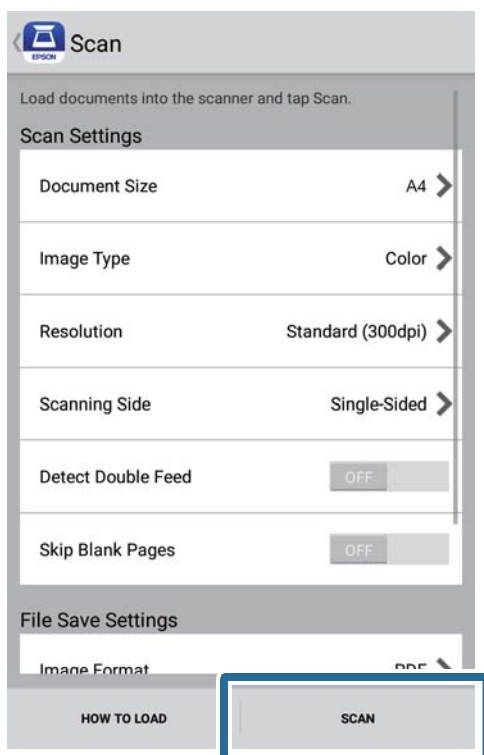 EPSON
Scan
Load documents into the scanner and tap Scan.
Scan Settings
Document Size A4
Image Type Color
Resolution Standard (300dpi)
Scanning Side Single-Sided
Detect Double Feed OFF
Skip Blank Pages OFF
File Save Settings
Image Format PDF
HOW TO LOAD SCAN